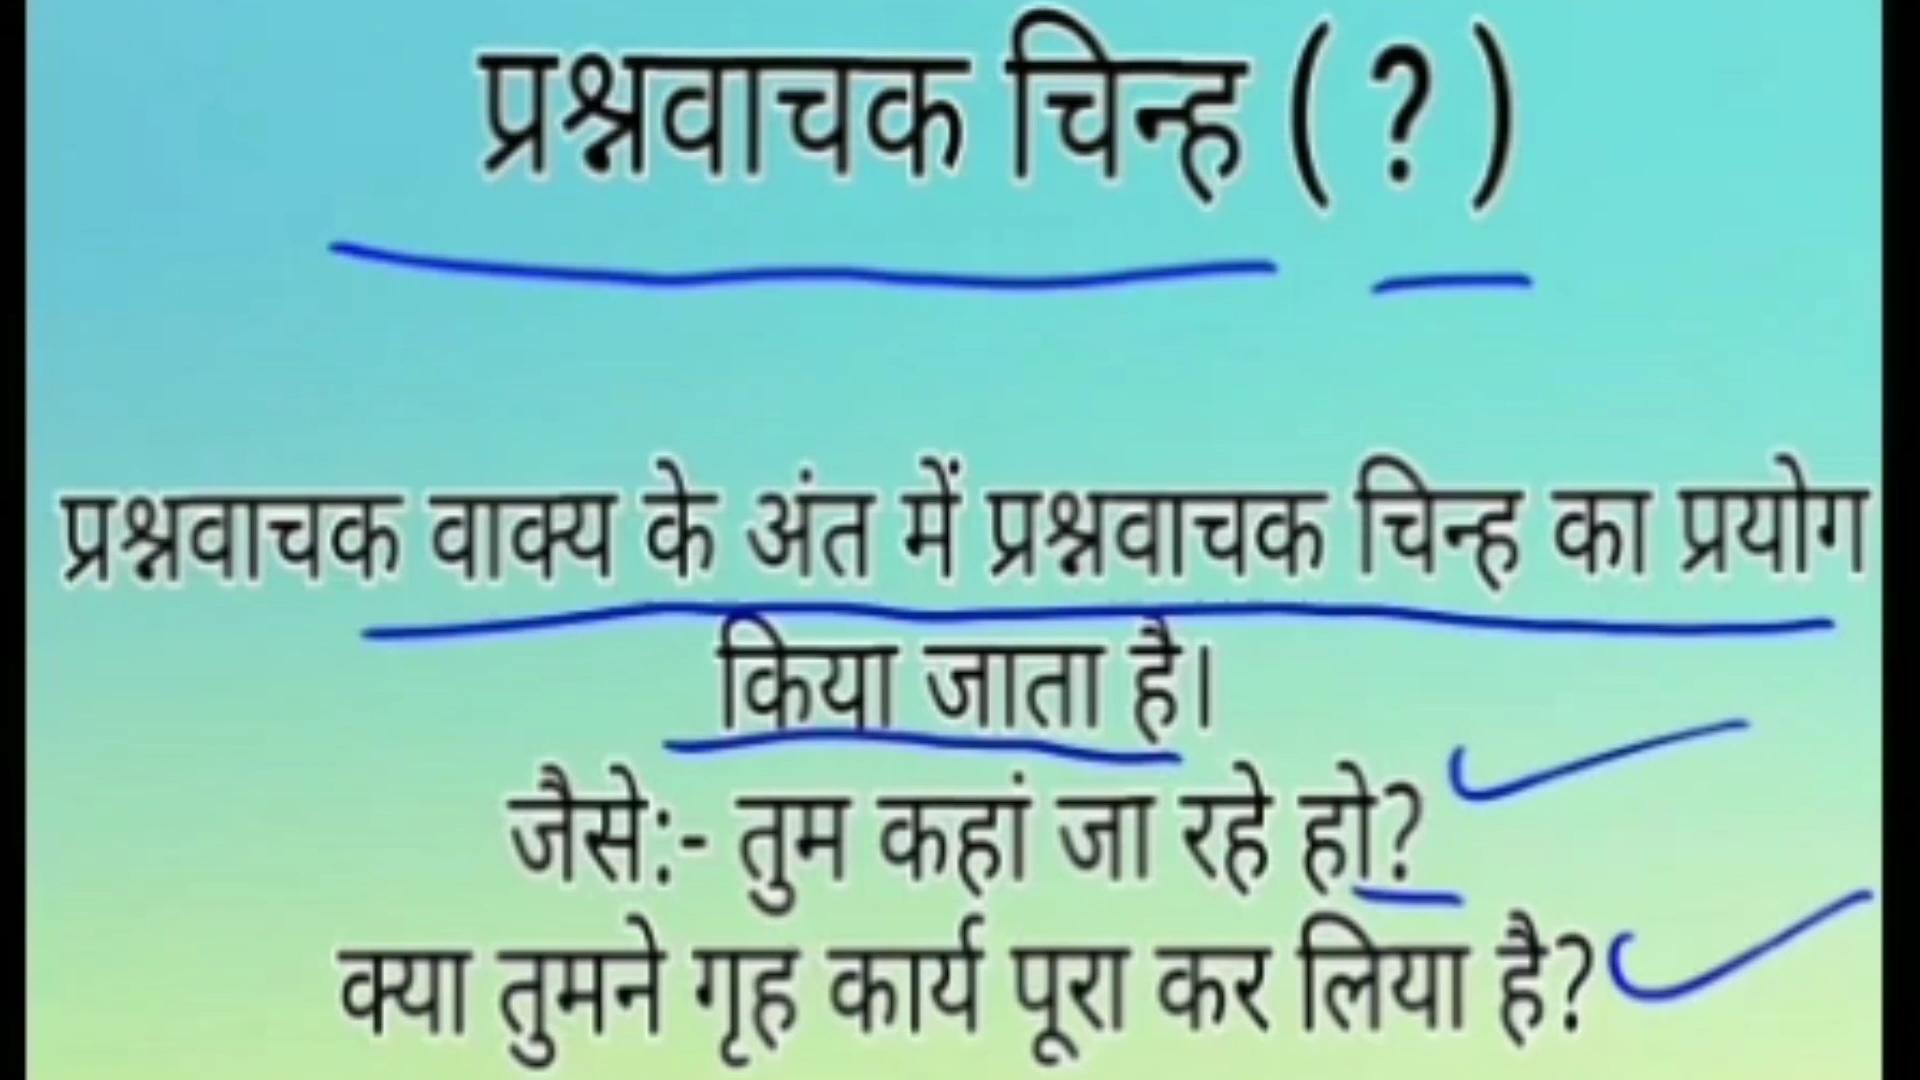 प्रश्नवाचक चिन्ह ( ? )
प्रश्नवाचक वाक्य के अंत में प्रश्नवाचक चिन्ह का प्रयोग
किया जाता है।
जैसे:- तुम कहां जा रहे हो?
क्या तुमने गृह कार्य पूरा कर लिया है?